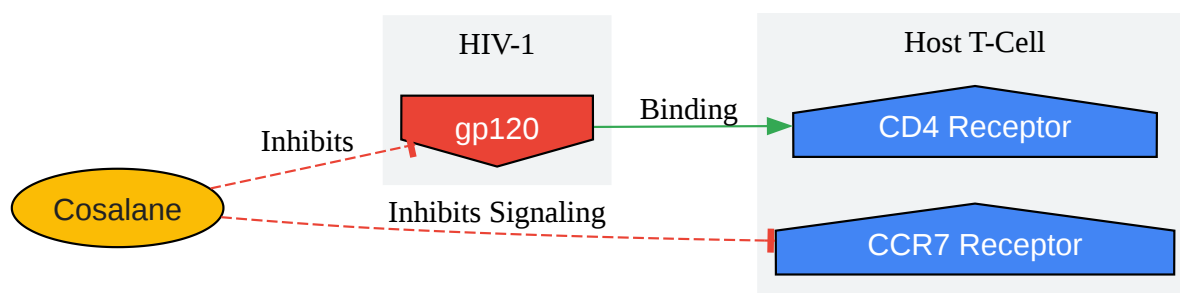 HIV-1
Host T-Cell
gp120
Binding
CD4 Receptor
Inhibits
Cosalane
Inhibits Signaling
CCR7 Receptor